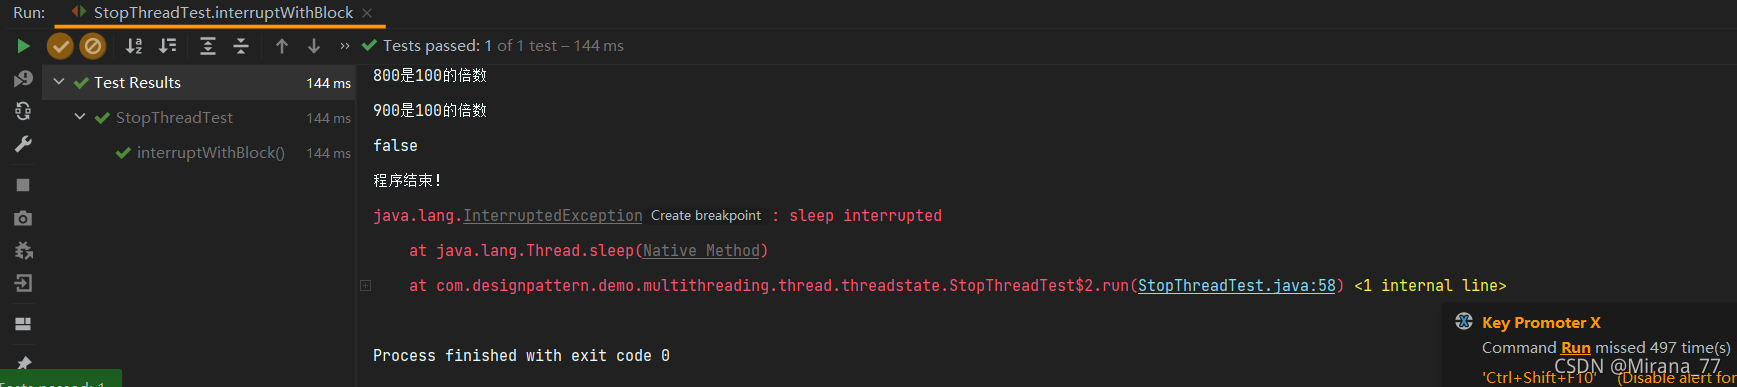 Run: StopThreadTest.interruptWithBlock ×
Tests passed: 1 of 1 test – 144 ms
Test Results 144 ms
StopThreadTest 144 ms
interruptWithBlock() 144 ms
800是100的倍数
900是100的倍数
false
程序结束!
java.lang.InterruptedException Create breakpoint : sleep interrupted
at java.lang.Thread.sleep(Native Method)
at com.designpattern.demo.multithreading.thread.threadstate.StopThreadTest$2.run(StopThreadTest.java:58) <1 internal line>
Process finished with exit code 0
Key Promoter X
Command Run missed 497 time(s)
'Ctrl+Shift+F10' (Disable alert for
CSDN @Mirana_77
Tests passed: 1